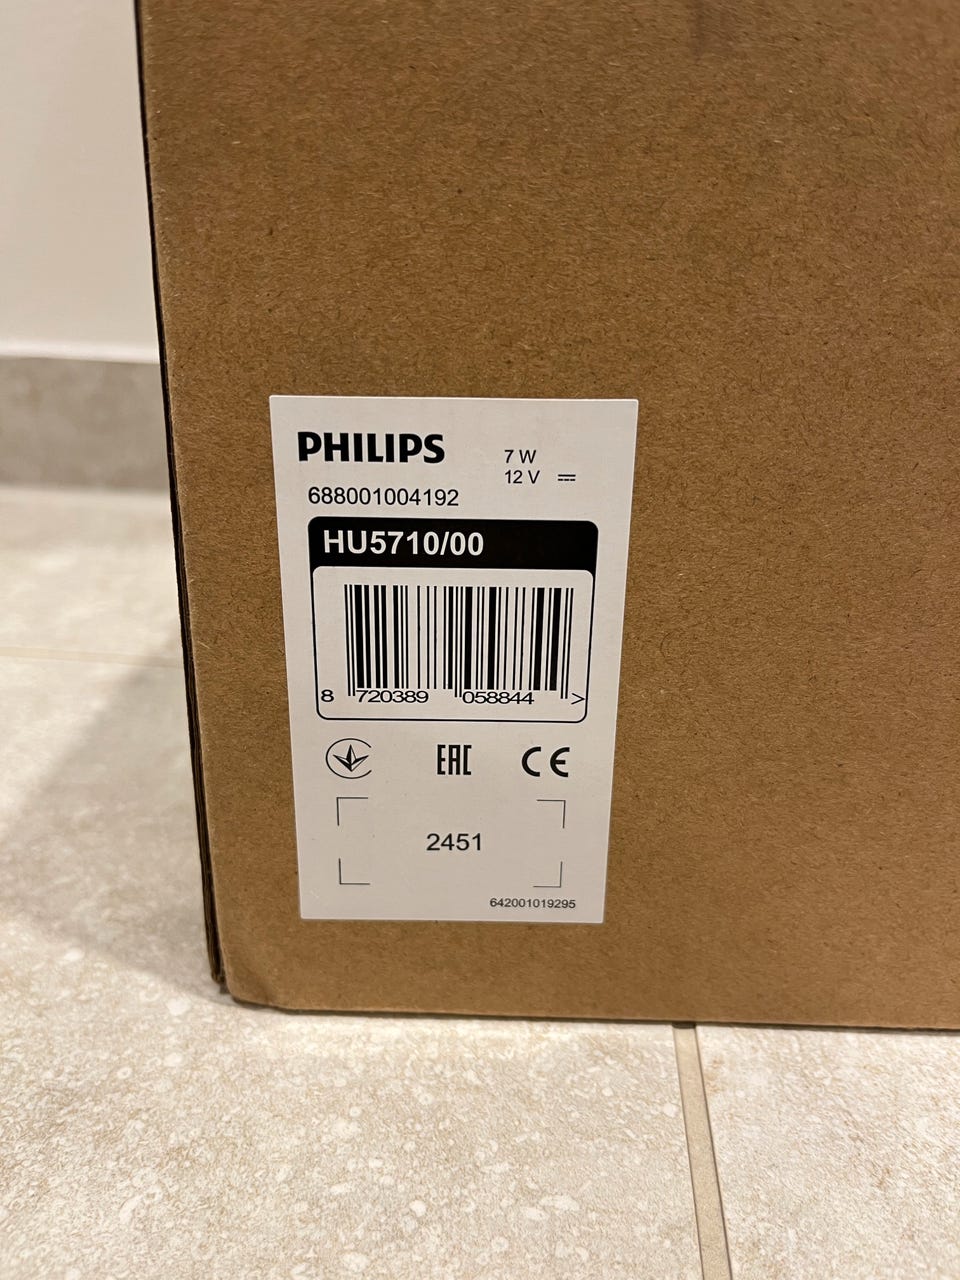 PHILIPS
7 W
12 V
688001004192
HU5710/00
8 720389 058844 >
EAC
CE
2451
642001019295